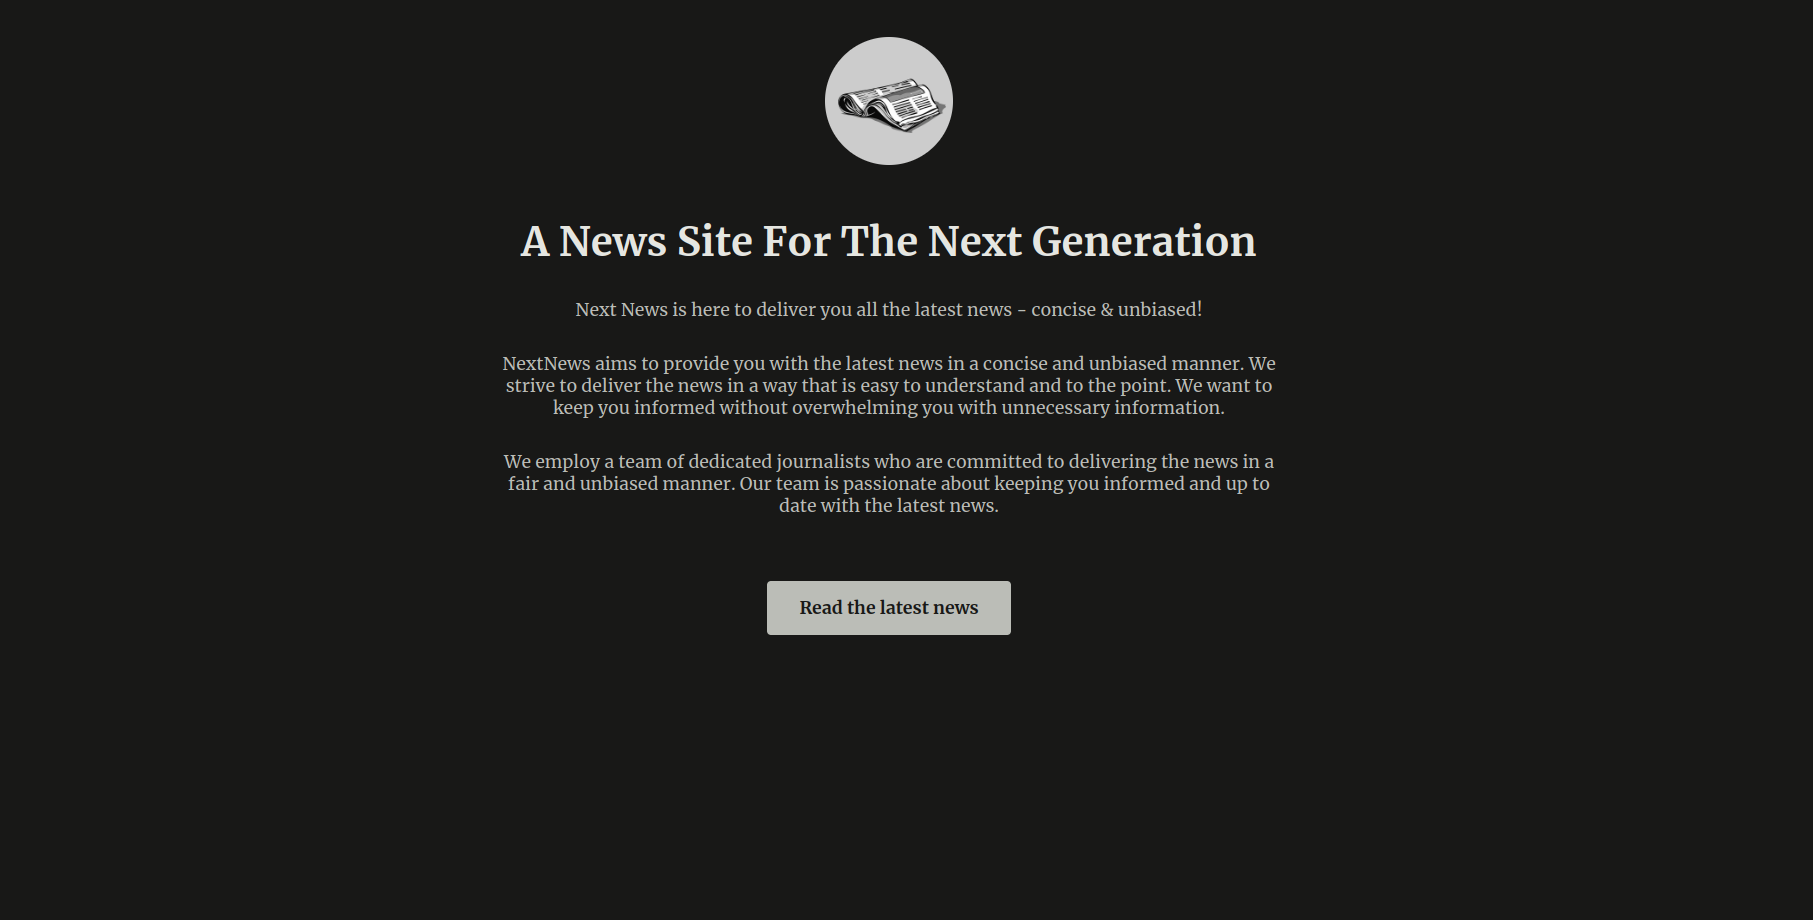 A News Site For The Next Generation
Next News is here to deliver you all the latest news - concise & unbiased!
NextNews aims to provide you with the latest news in a concise and unbiased manner. We
strive to deliver the news in a way that is easy to understand and to the point. We want to
keep you informed without overwhelming you with unnecessary information.
We employ a team of dedicated journalists who are committed to delivering the news in a
fair and unbiased manner. Our team is passionate about keeping you informed and up to
date with the latest news.
Read the latest news